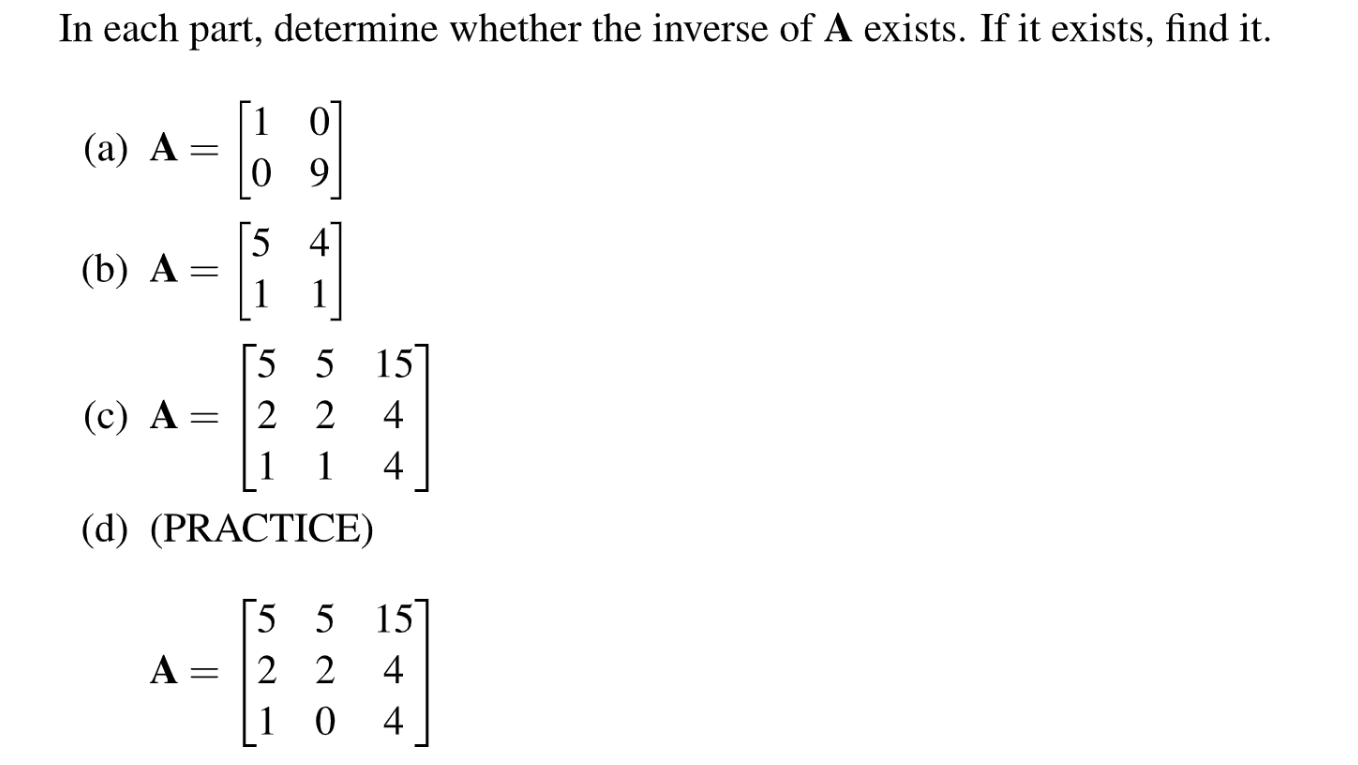 In each part, determine whether the inverse of A exists. If it exists, find it.
(a) A = [1 0
0 9]
(b) A = [5 4
1 1]
(c) A = [5 5 15
2 2 4
1 1 4]
(d) (PRACTICE)
A = [5 5 15
2 2 4
1 0 4]